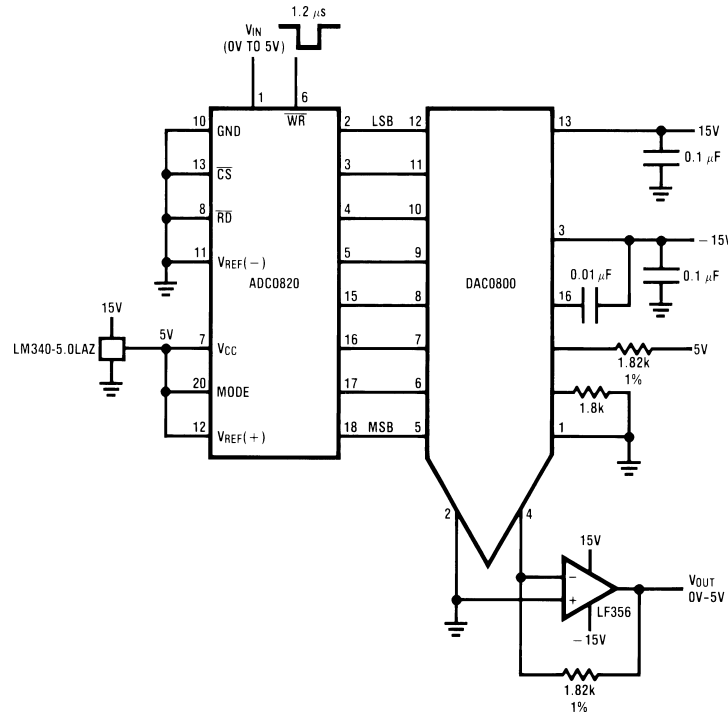 1.2 μs
VIN
(0V TO 5V)
1
6
WR
10
GND
2
LSB
12
13
15V
13
CS
3
11
0.1 μF
8
RD
4
10
3
−15V
11
VREF(−)
5
9
ADC0820
DAC0800
0.01 μF
0.1 μF
15
8
16
15V
LM340-5.0LAZ
5V
7
VCC
16
7
5V
1.82k
1%
20
MODE
17
6
1.8k
12
VREF(+)
18
MSB
5
1
2
4
15V
−
+
LF356
VOUT
0V–5V
−15V
1.82k
1%